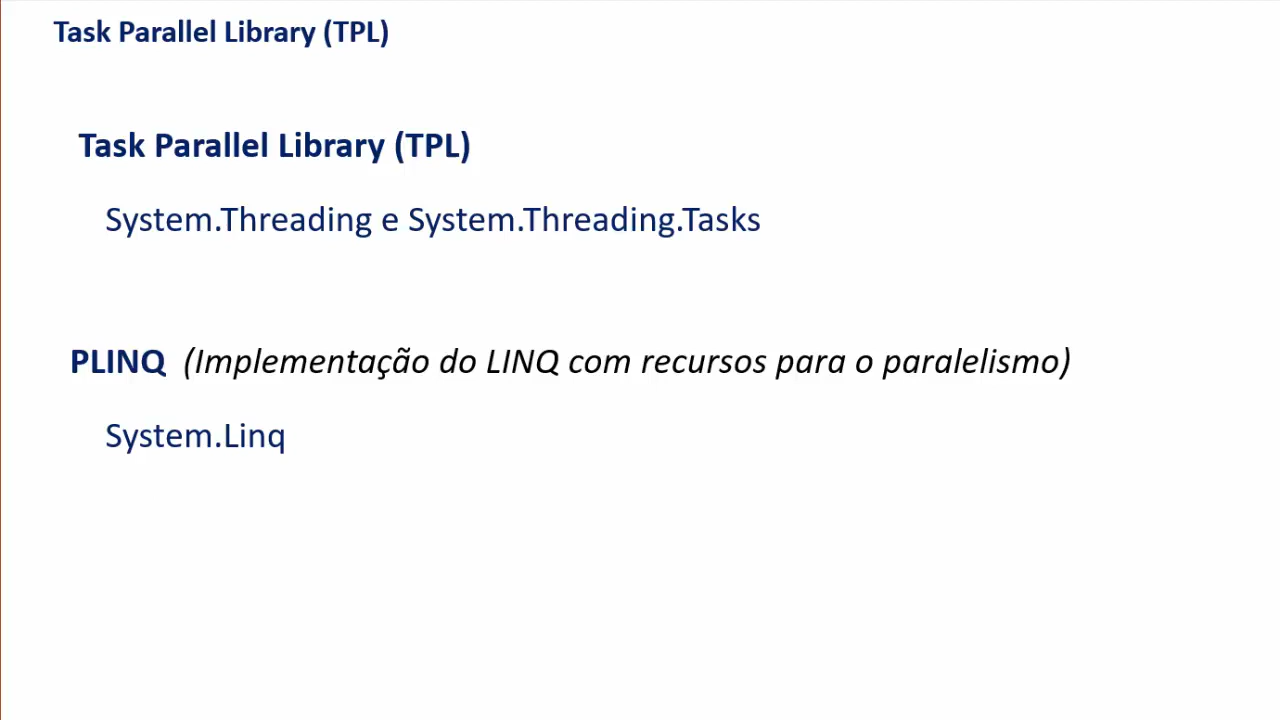 Task Parallel Library (TPL)
Task Parallel Library (TPL)
System.Threading e System.Threading.Tasks
PLINQ (Implementação do LINQ com recursos para o paralelismo)
System.Linq